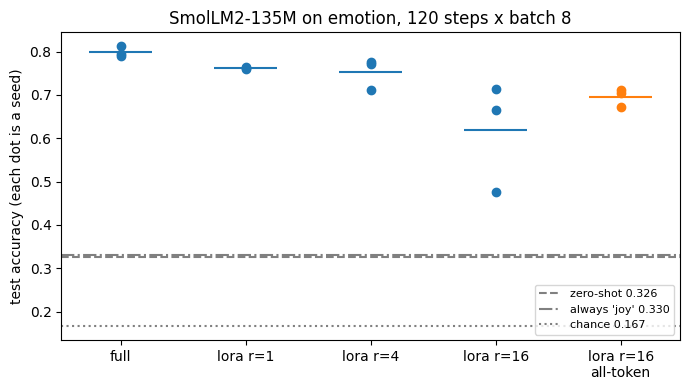 SmolLM2-135M on emotion, 120 steps x batch 8
test accuracy (each dot is a seed)
0.8
0.7
0.6
0.5
0.4
0.3
0.2
zero-shot 0.326
always 'joy' 0.330
chance 0.167
full
lora r=1
lora r=4
lora r=16
lora r=16
all-token